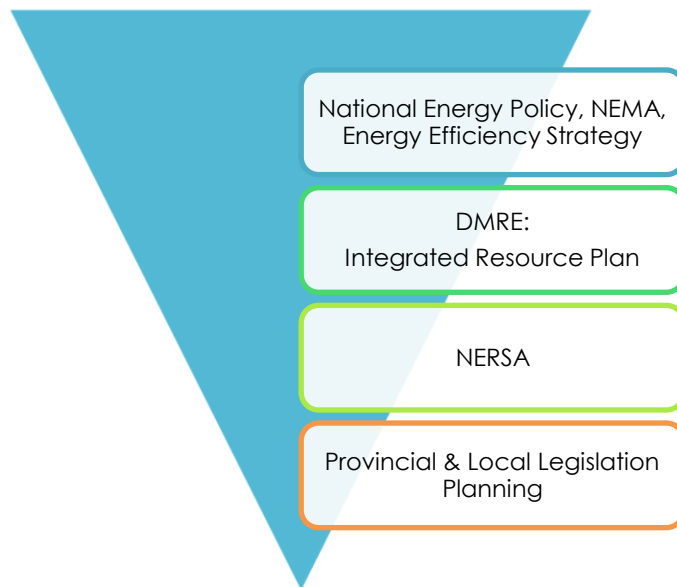 National Energy Policy, NEMA,
Energy Efficiency Strategy
DMRE:
Integrated Resource Plan
NERSA
Provincial & Local Legislation
Planning